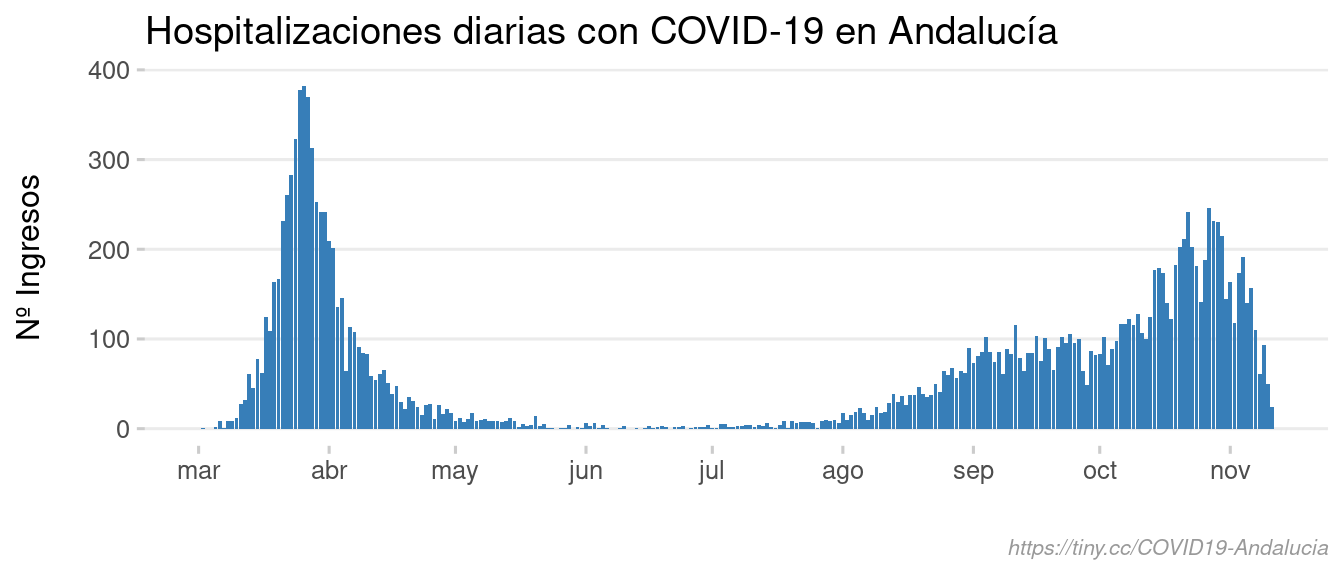 Hospitalizaciones diarias con COVID-19 en Andalucía
Nº Ingresos
400
300
200
100
0
mar abr may jun jul ago sep oct nov
https://tiny.cc/COVID19-Andalucia